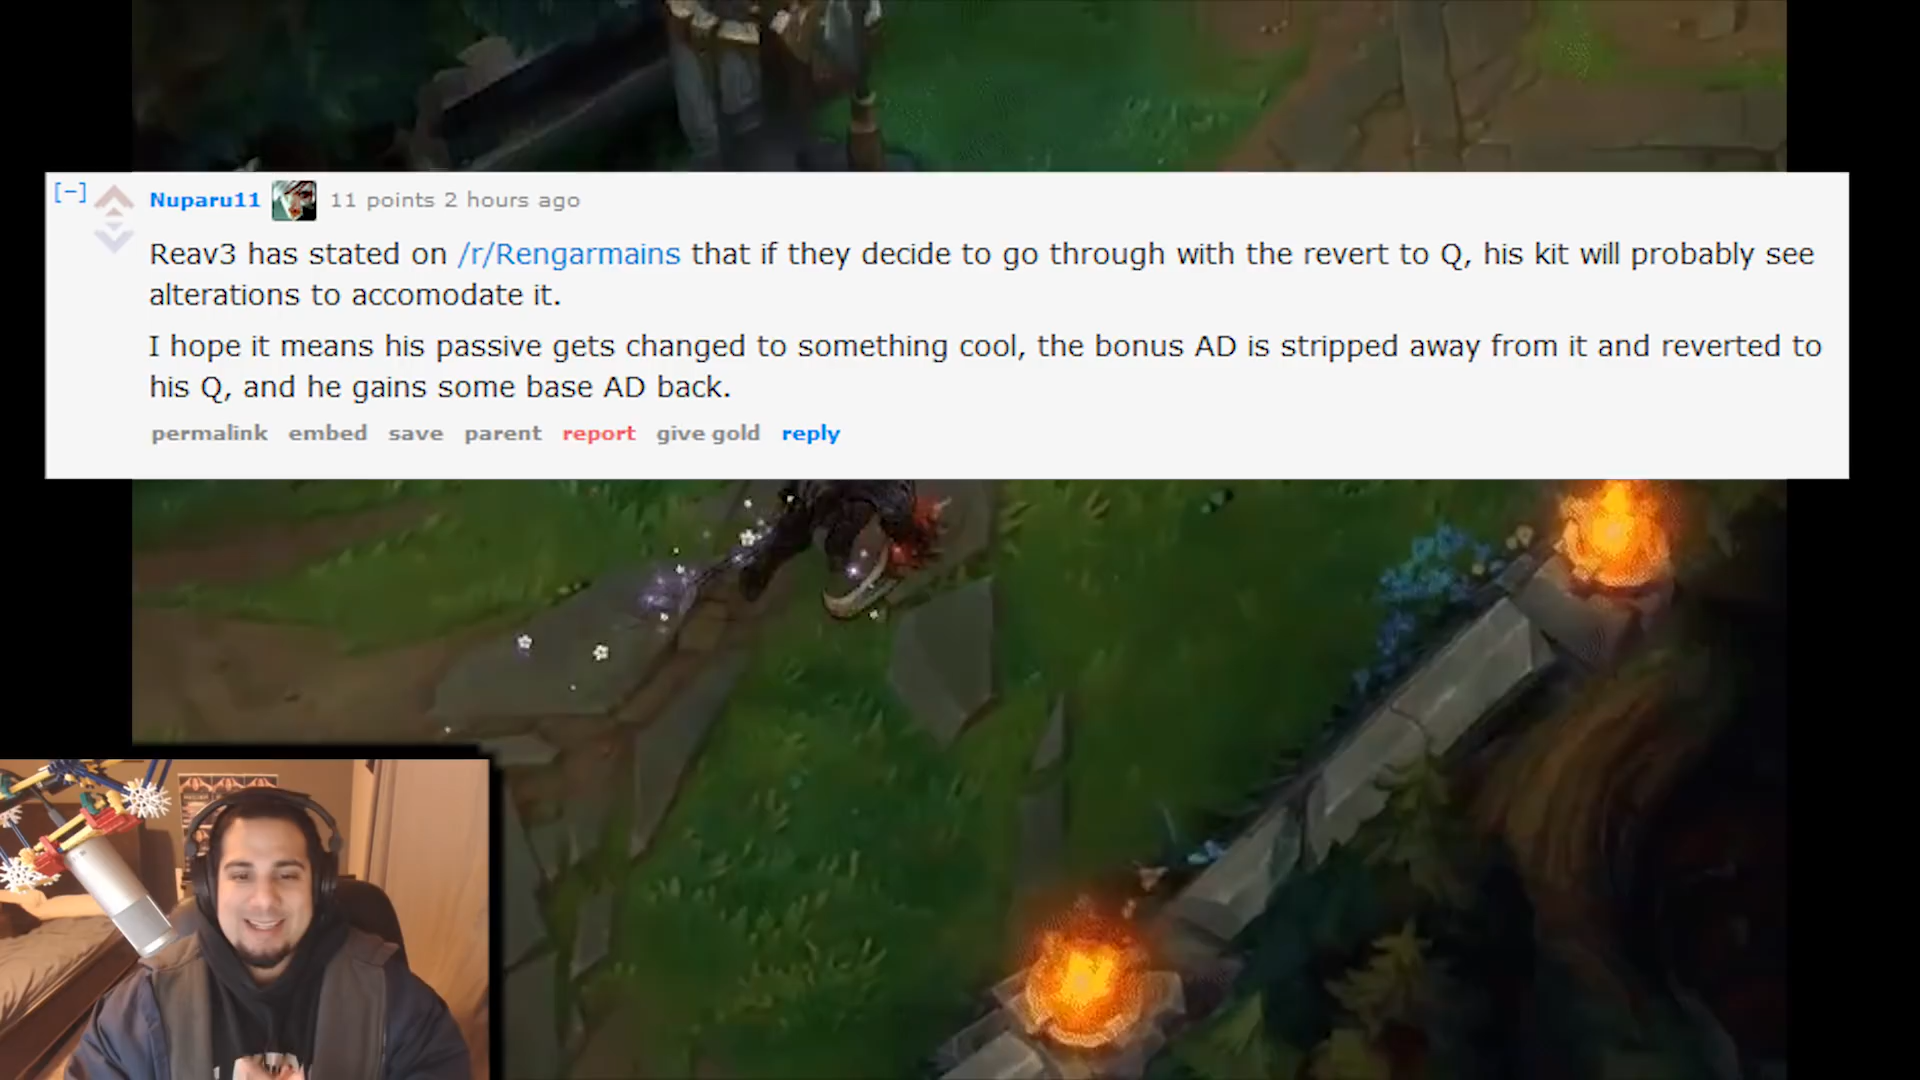 [−] Nuparu11 11 points 2 hours ago
Reav3 has stated on /r/Rengarmains that if they decide to go through with the revert to Q, his kit will probably see
alterations to accomodate it.
I hope it means his passive gets changed to something cool, the bonus AD is stripped away from it and reverted to
his Q, and he gains some base AD back.
permalink embed save parent report give gold reply